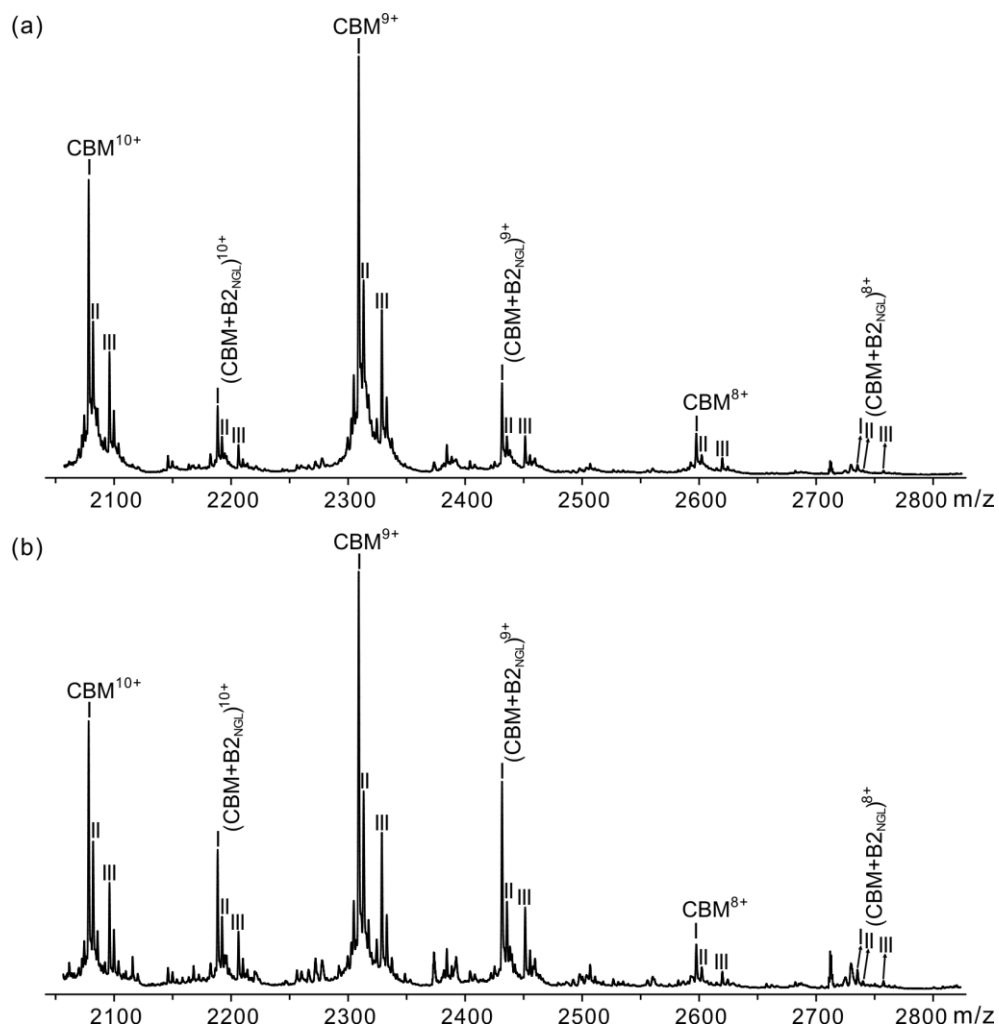 (a)
CBM9+
I
II
III
CBM10+
I
II
III
(CBM+B2NGL)10+
I
II
III
(CBM+B2NGL)9+
I
II
III
CBM8+
I
II
III
(CBM+B2NGL)8+
I
II
III
2100 2200 2300 2400 2500 2600 2700 2800 m/z
(b)
CBM9+
I
II
III
CBM10+
I
II
III
(CBM+B2NGL)10+
I
II
III
(CBM+B2NGL)9+
I
II
III
CBM8+
I
II
III
(CBM+B2NGL)8+
I
II
III
2100 2200 2300 2400 2500 2600 2700 2800 m/z